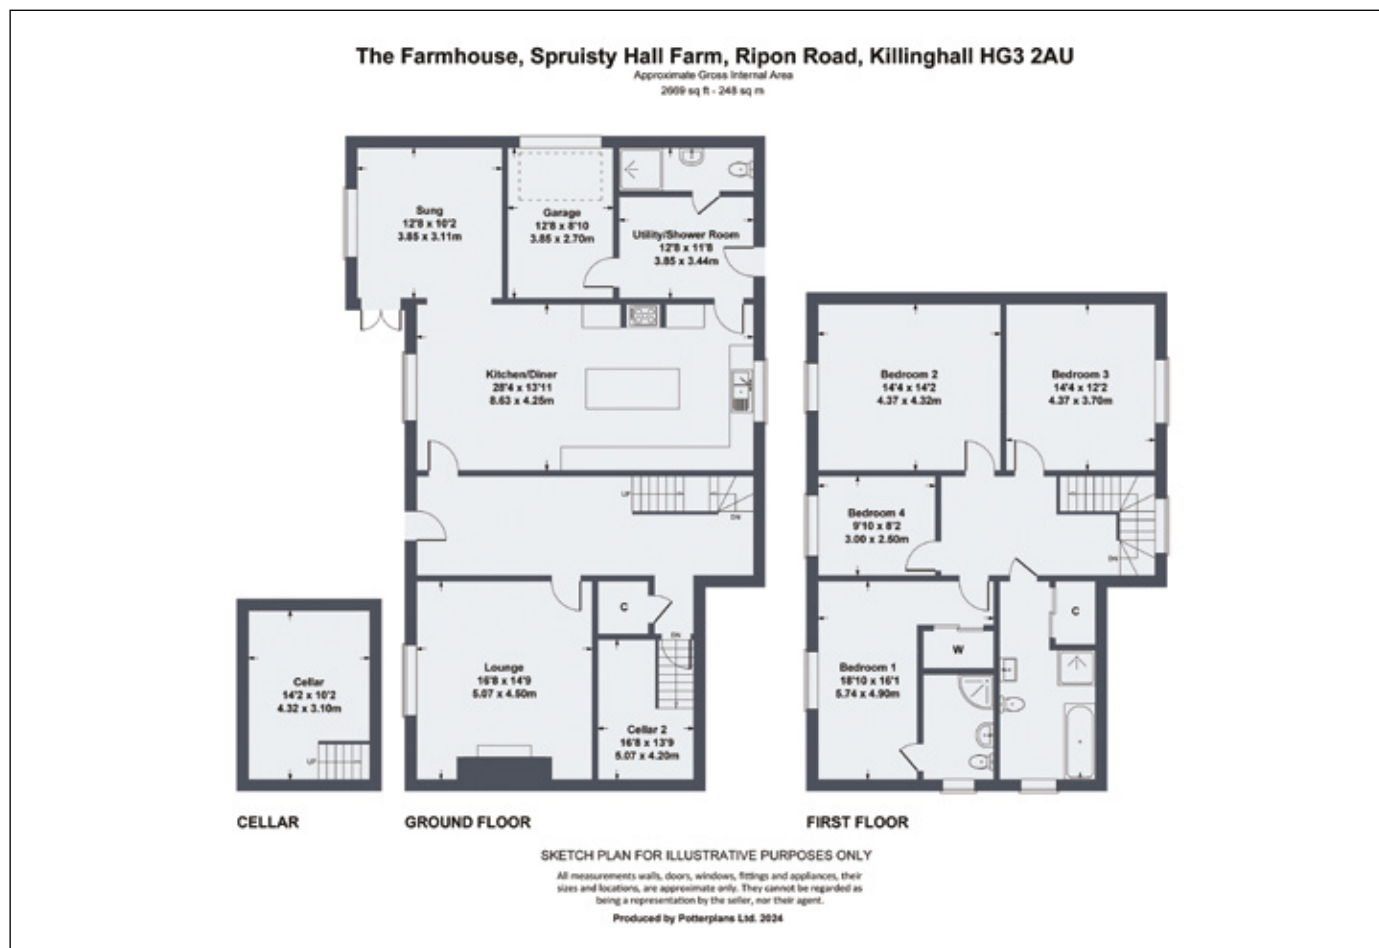 The Farmhouse, Spruisty Hall Farm, Ripon Road, Killinghall HG3 2AU
Approximate Gross Internal Area
2669 sq ft - 248 sq m
Sung
12'8 x 10'2
3.85 x 3.11m
Garage
12'8 x 8'10
3.85 x 2.70m
Utility/Shower Room
12'8 x 11'8
3.85 x 3.44m
Kitchen/Diner
28'4 x 13'11
8.63 x 4.25m
UP
DN
Lounge
16'8 x 14'9
5.07 x 4.50m
C
DN
Cellar 2
16'8 x 13'9
5.07 x 4.20m
Cellar
14'2 x 10'2
4.32 x 3.10m
UP
Bedroom 2
14'4 x 14'2
4.37 x 4.32m
Bedroom 3
14'4 x 12'2
4.37 x 3.70m
Bedroom 4
9'10 x 8'2
3.00 x 2.50m
DN
Bedroom 1
18'10 x 16'1
5.74 x 4.90m
W
C
CELLAR
GROUND FLOOR
FIRST FLOOR
SKETCH PLAN FOR ILLUSTRATIVE PURPOSES ONLY
All measurements walls, doors, windows, fittings and appliances, their
sizes and locations, are approximate only. They cannot be regarded as
being a representation by the seller, nor their agent.
Produced by Potterplans Ltd. 2024